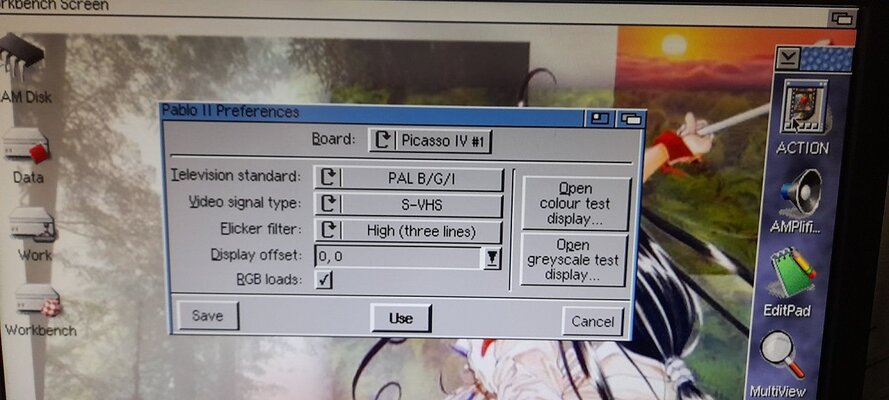 rkbench Screen
AM Disk
Data
Work
Workbench
Pablo II Preferences
Board: Picasso IV #1
Television standard: PAL B/G/I
Video signal type: S-VHS
Flicker filter: High (three lines)
Display offset: 0, 0
RGB loads:
Open
colour test
display...
Open
greyscale test
display...
Save
Use
Cancel
ACTION
AMPlifi...
EditPad
MultiView